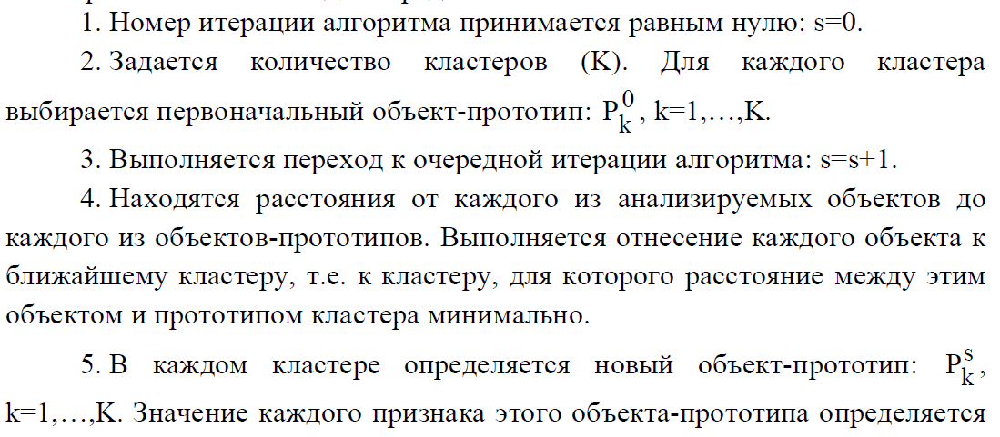 1. Номер итерации алгоритма принимается равным нулю: s=0.
2. Задается количество кластеров (K). Для каждого кластера
выбирается первоначальный объект-прототип: P⁰ₖ, k=1,…,K.
3. Выполняется переход к очередной итерации алгоритма: s=s+1.
4. Находятся расстояния от каждого из анализируемых объектов до
каждого из объектов-прототипов. Выполняется отнесение каждого объекта к
ближайшему кластеру, т.е. к кластеру, для которого расстояние между этим
объектом и прототипом кластера минимально.
5. В каждом кластере определяется новый объект-прототип: Pˢₖ,
k=1,…,K. Значение каждого признака этого объекта-прототипа определяется